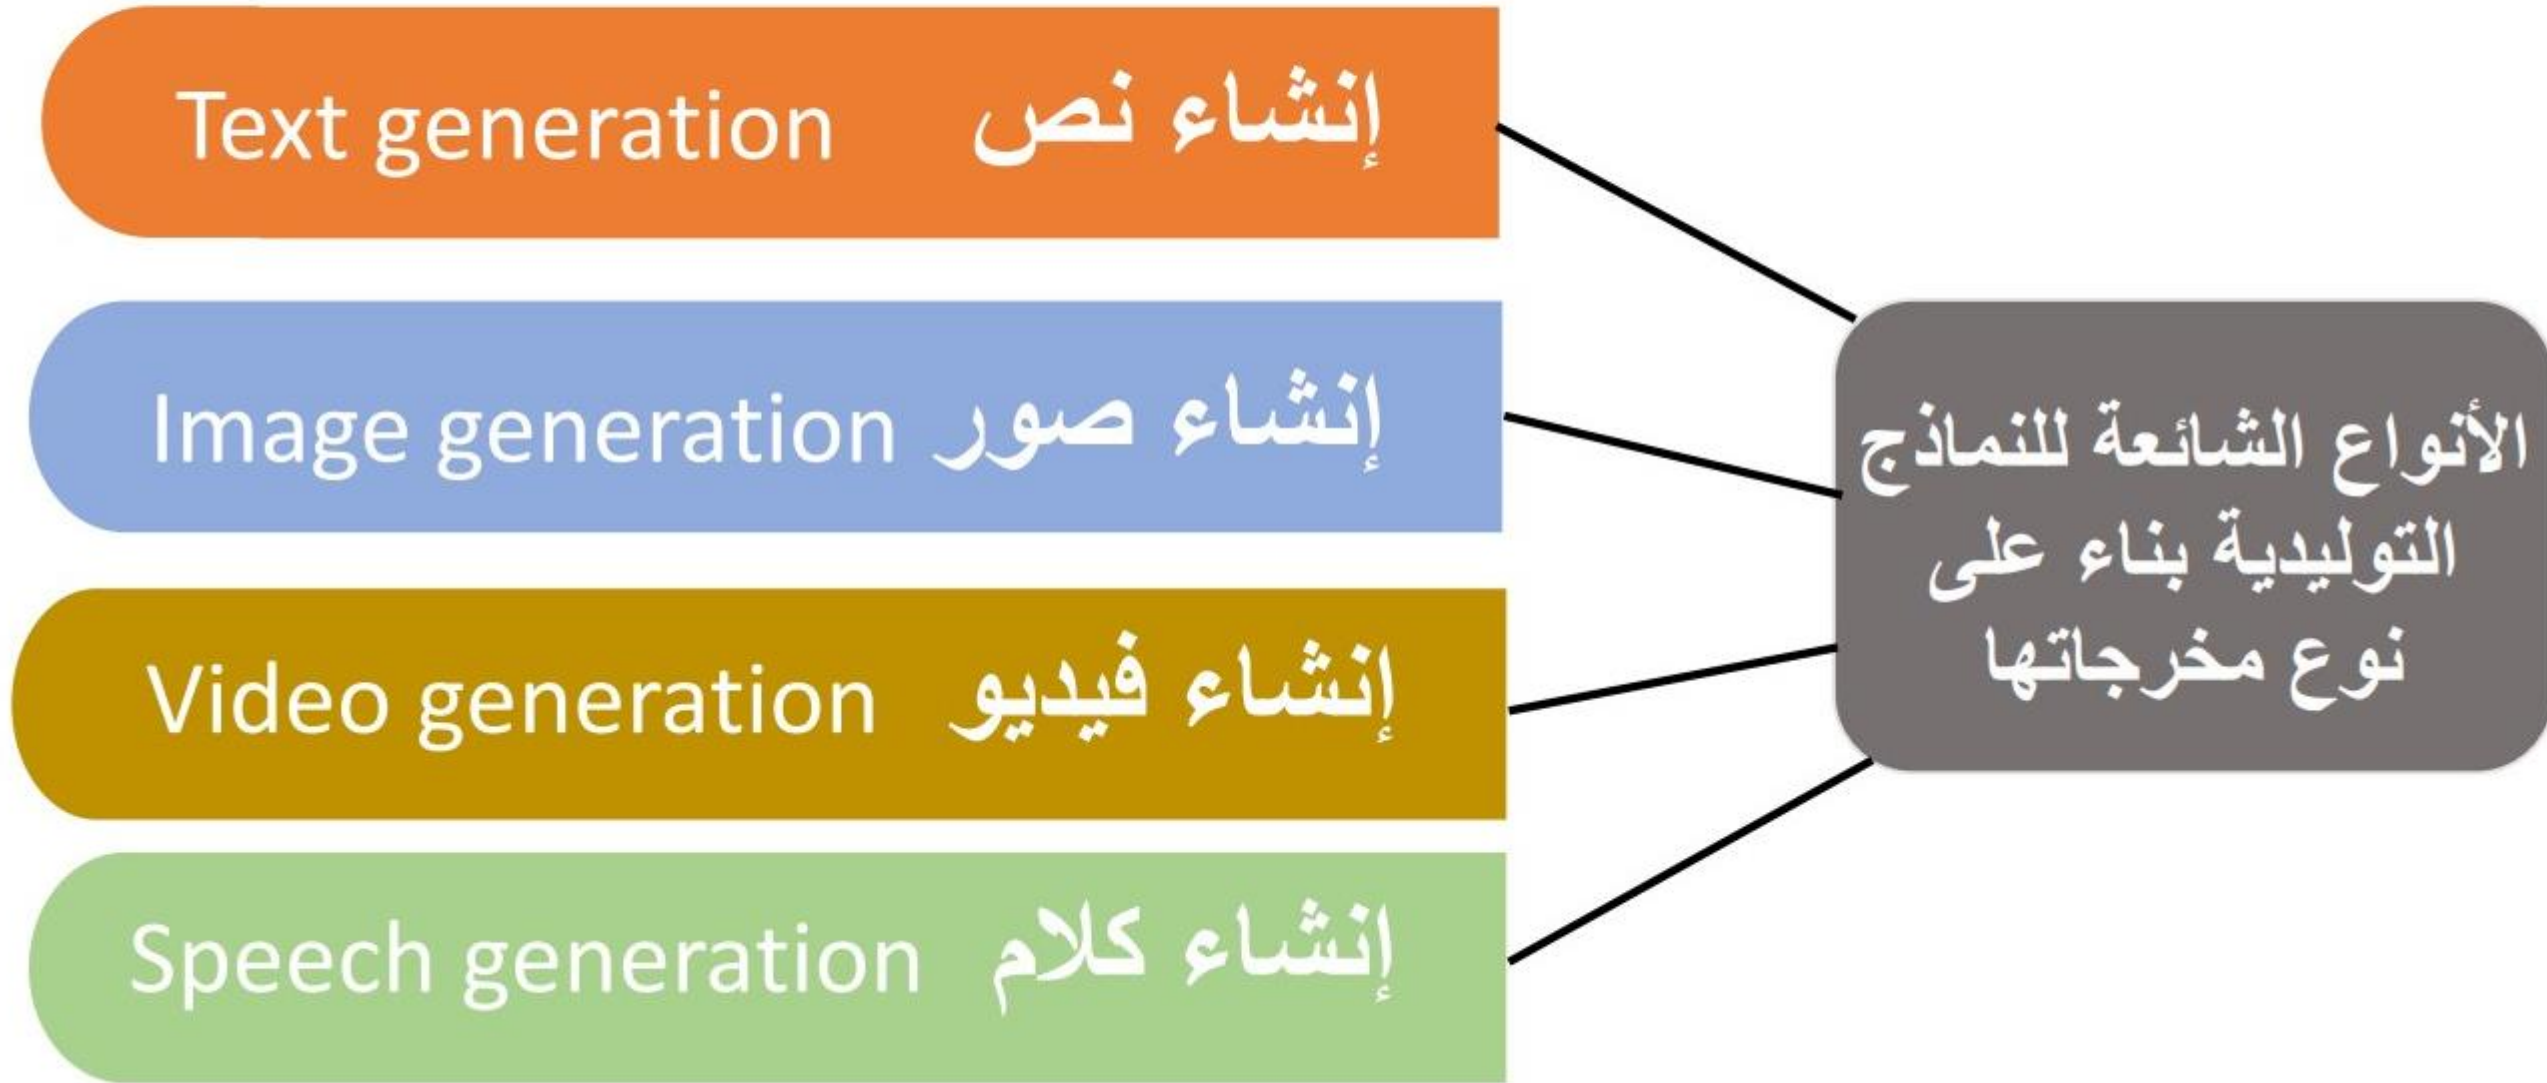 الأنواع الشائعة للنماذج
التوليدية بناء على
نوع مخرجاتها
إنشاء نص Text generation
إنشاء صور Image generation
إنشاء فيديو Video generation
إنشاء كلام Speech generation